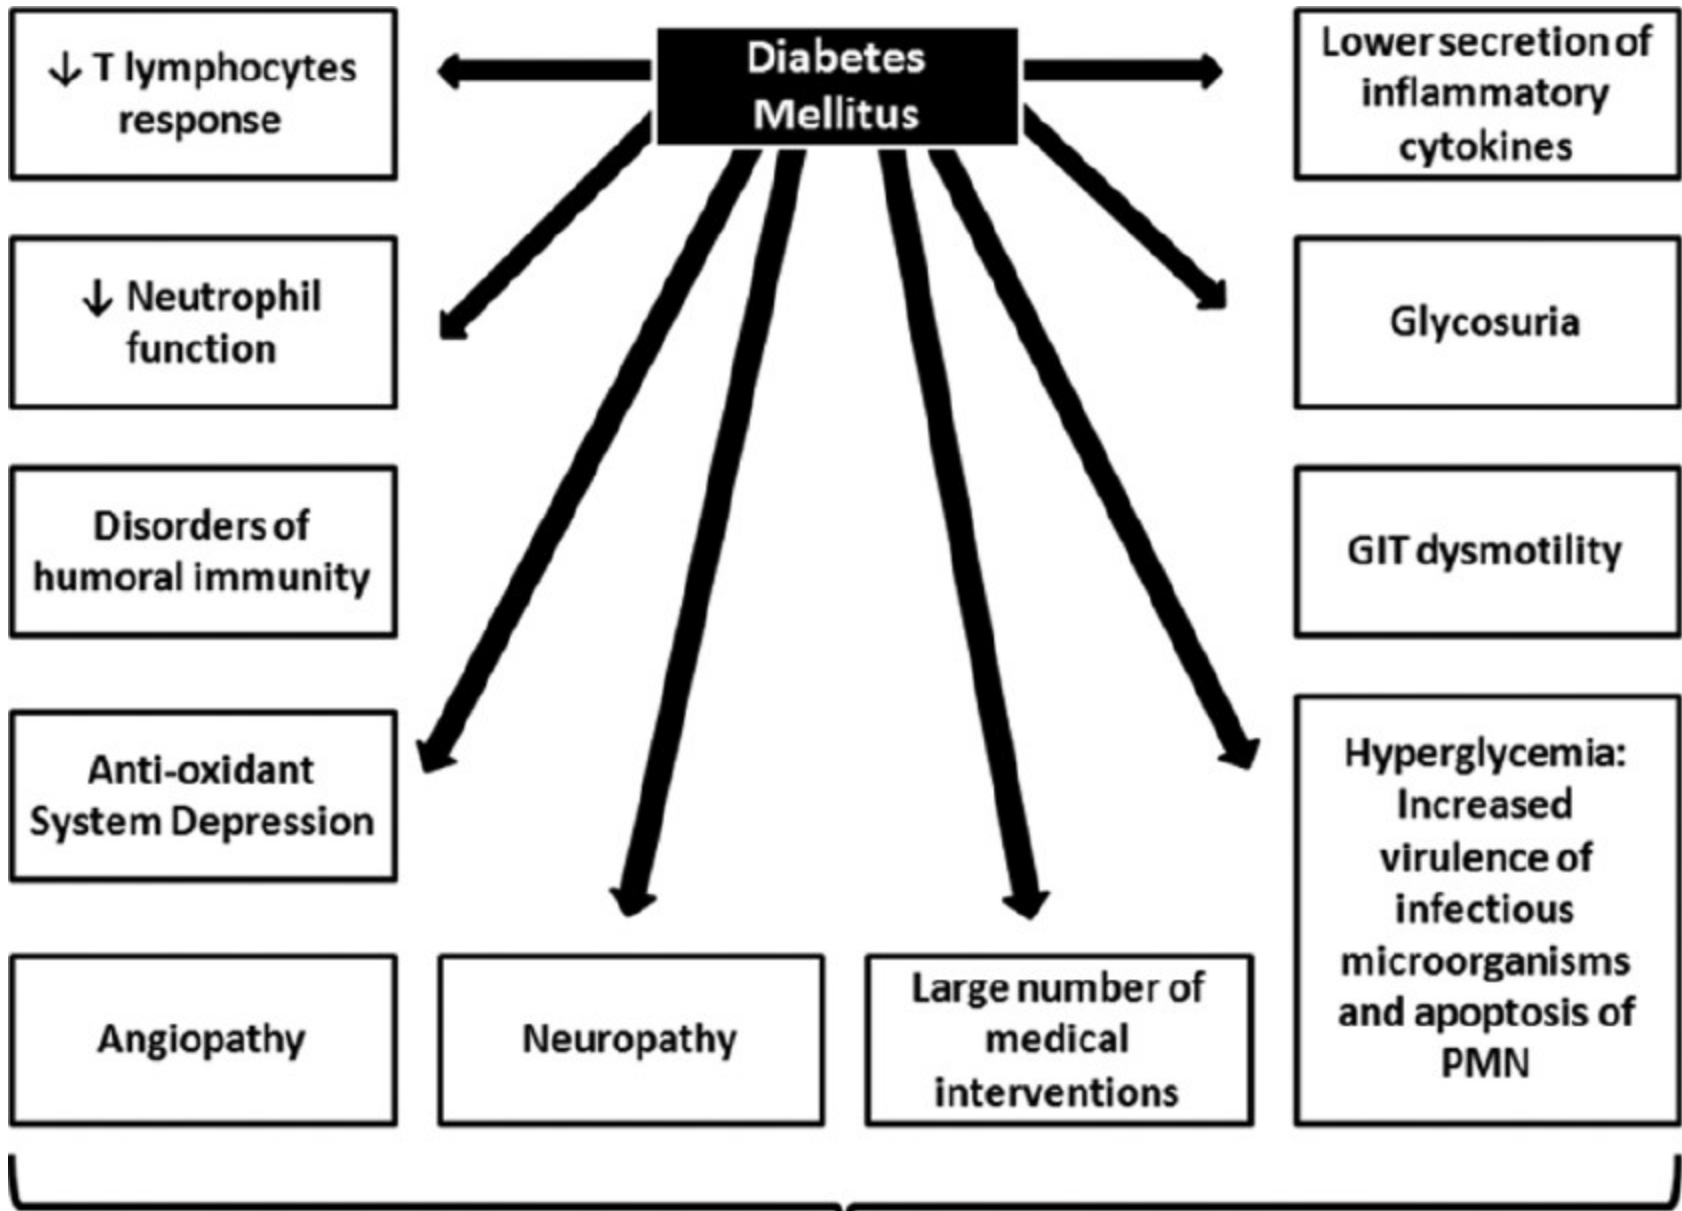 Diabetes
Mellitus
↓ T lymphocytes
response
↓ Neutrophil
function
Disorders of
humoral immunity
Anti-oxidant
System Depression
Angiopathy
Neuropathy
Large number of
medical
interventions
Lower secretion of
inflammatory
cytokines
Glycosuria
GIT dysmotility
Hyperglycemia:
Increased
virulence of
infectious
microorganisms
and apoptosis of
PMN